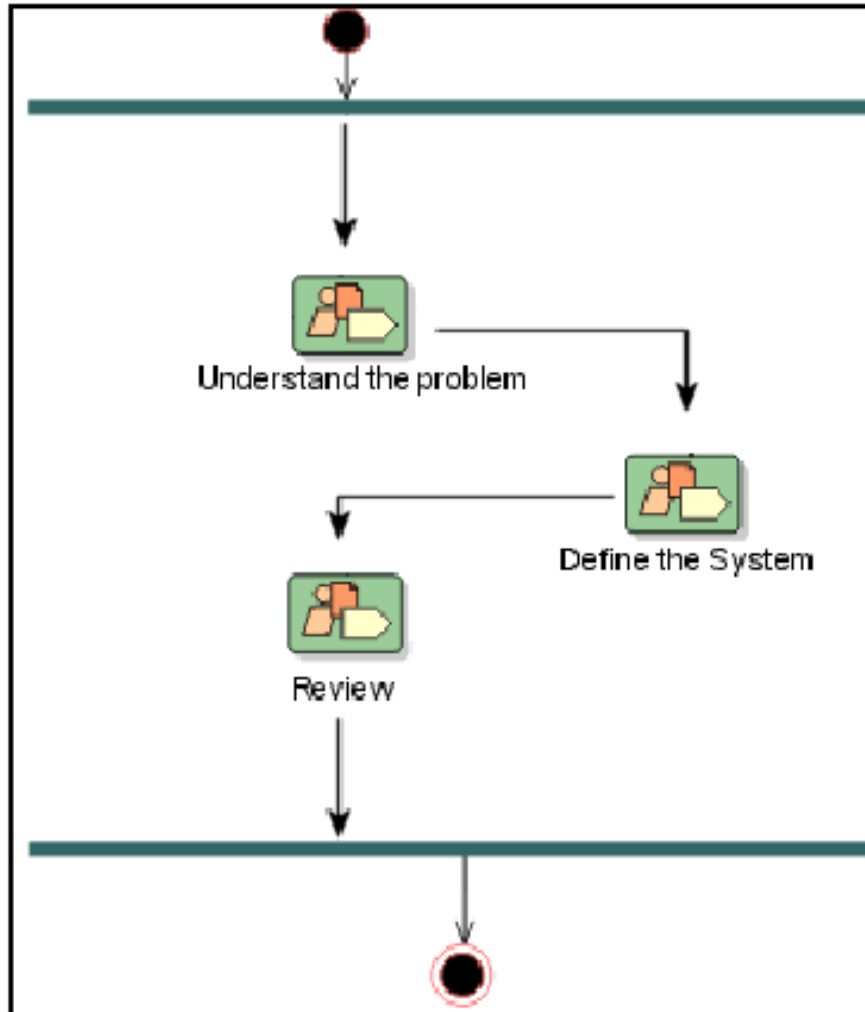 Understand the problem
Define the System
Review